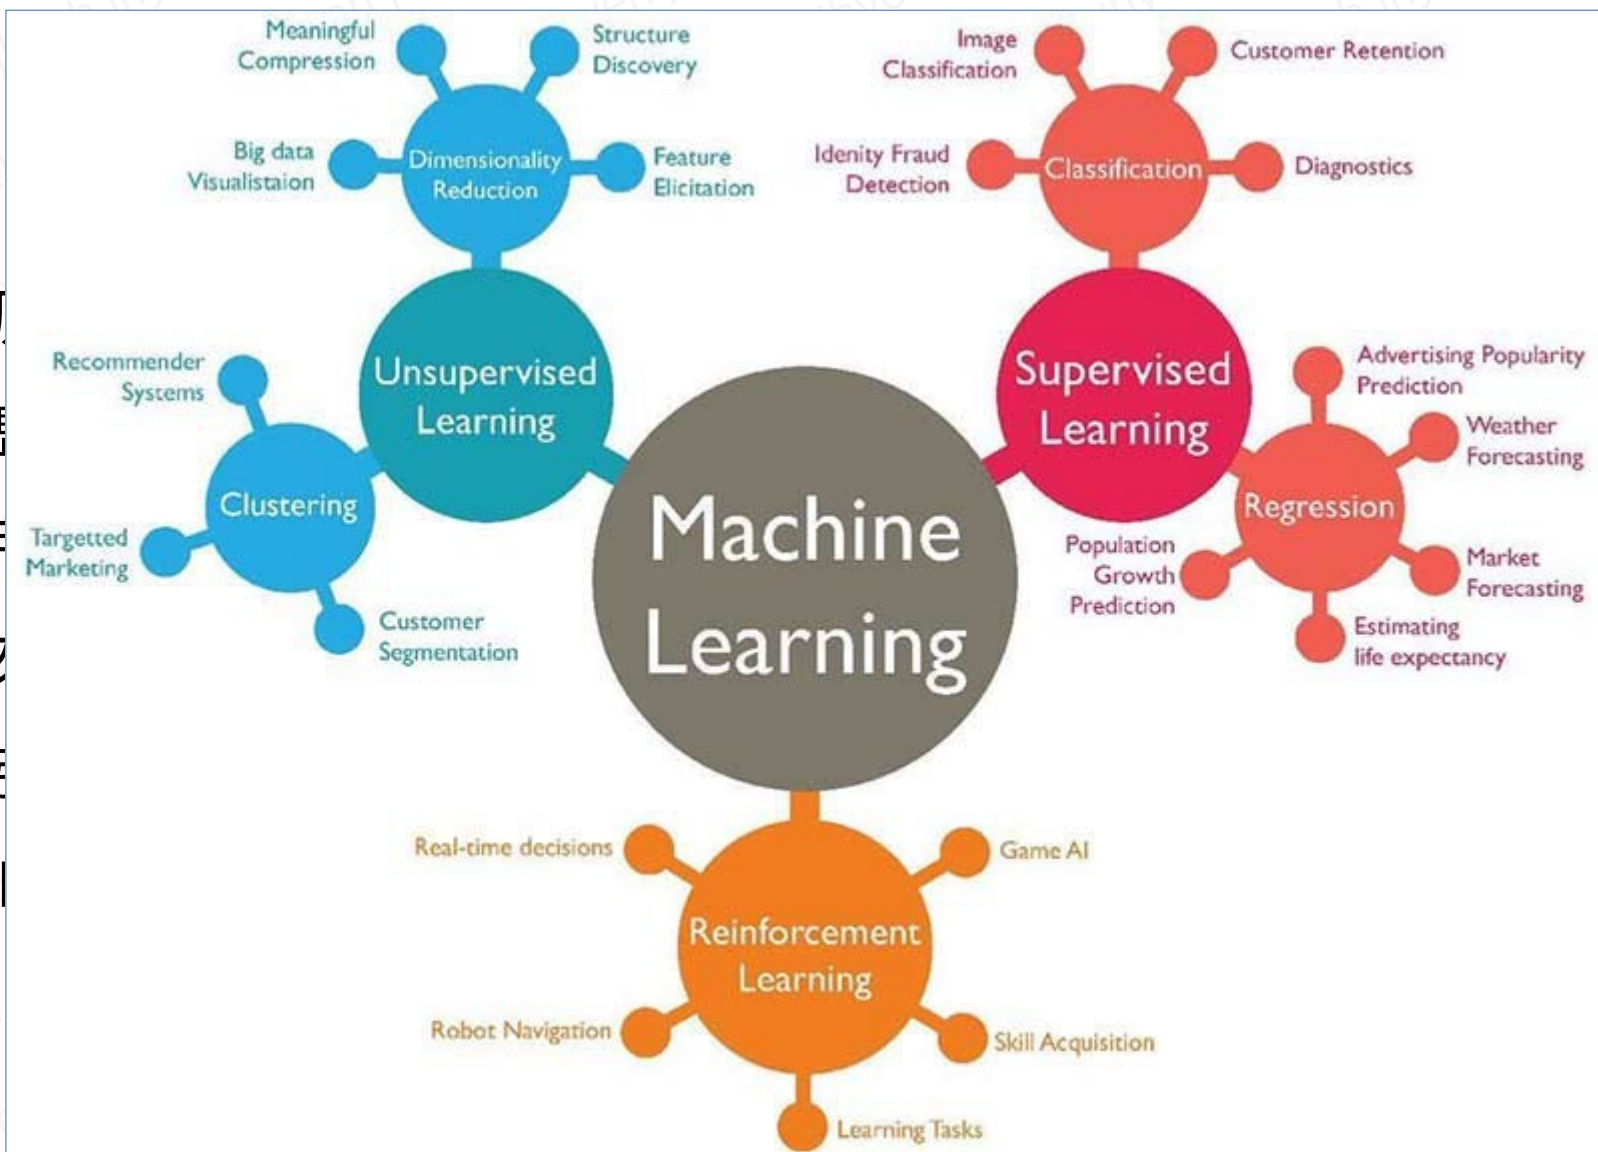 Meaningful
Compression
Structure
Discovery
Big data
Visualistaion
Dimensionality
Reduction
Feature
Elicitation
Image
Classification
Customer Retention
Idenity Fraud
Detection
Classification
Diagnostics
Unsupervised
Learning
Recommender
Systems
Clustering
Targetted
Marketing
Customer
Segmentation
Supervised
Learning
Advertising Popularity
Prediction
Weather
Forecasting
Regression
Population
Growth
Prediction
Market
Forecasting
Estimating
life expectancy
Machine
Learning
Real-time decisions
Game AI
Reinforcement
Learning
Robot Navigation
Skill Acquisition
Learning Tasks